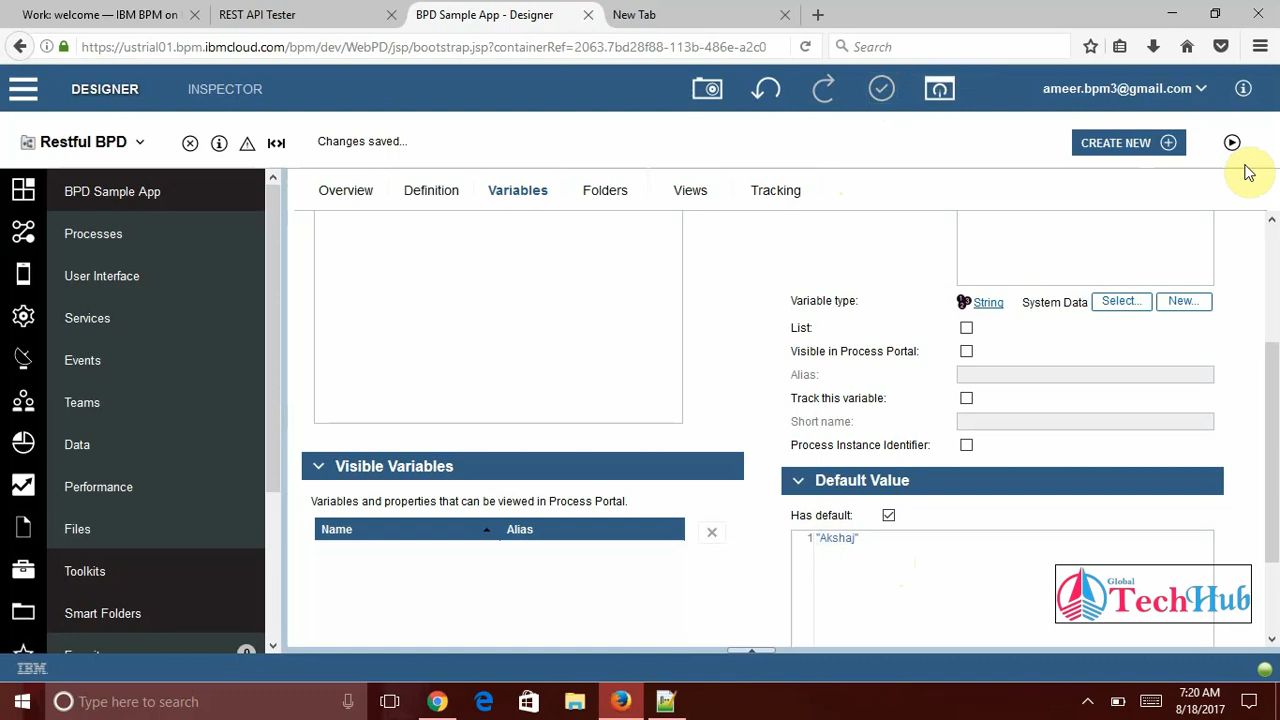 Work: welcome — IBM BPM on
REST API Tester
BPD Sample App - Designer
New Tab
https://ustrial01.bpm.ibmcloud.com/bpm/dev/WebPD/jsp/bootstrap.jsp?containerRef=2063.7bd28f88-113b-486e-a2c0
Search
DESIGNER
INSPECTOR
ameer.bpm3@gmail.com
Restful BPD
Changes saved...
CREATE NEW
BPD Sample App
Processes
User Interface
Services
Events
Teams
Data
Performance
Files
Toolkits
Smart Folders
Overview
Definition
Variables
Folders
Views
Tracking
Variable type:
String
System Data
Select...
New...
List:
Visible in Process Portal:
Alias:
Track this variable:
Short name:
Process Instance Identifier:
Visible Variables
Variables and properties that can be viewed in Process Portal.
Name
Alias
Default Value
Has default:
1 "Akshaj"
Global
TechHub
IBM
Type here to search
7:20 AM
8/18/2017